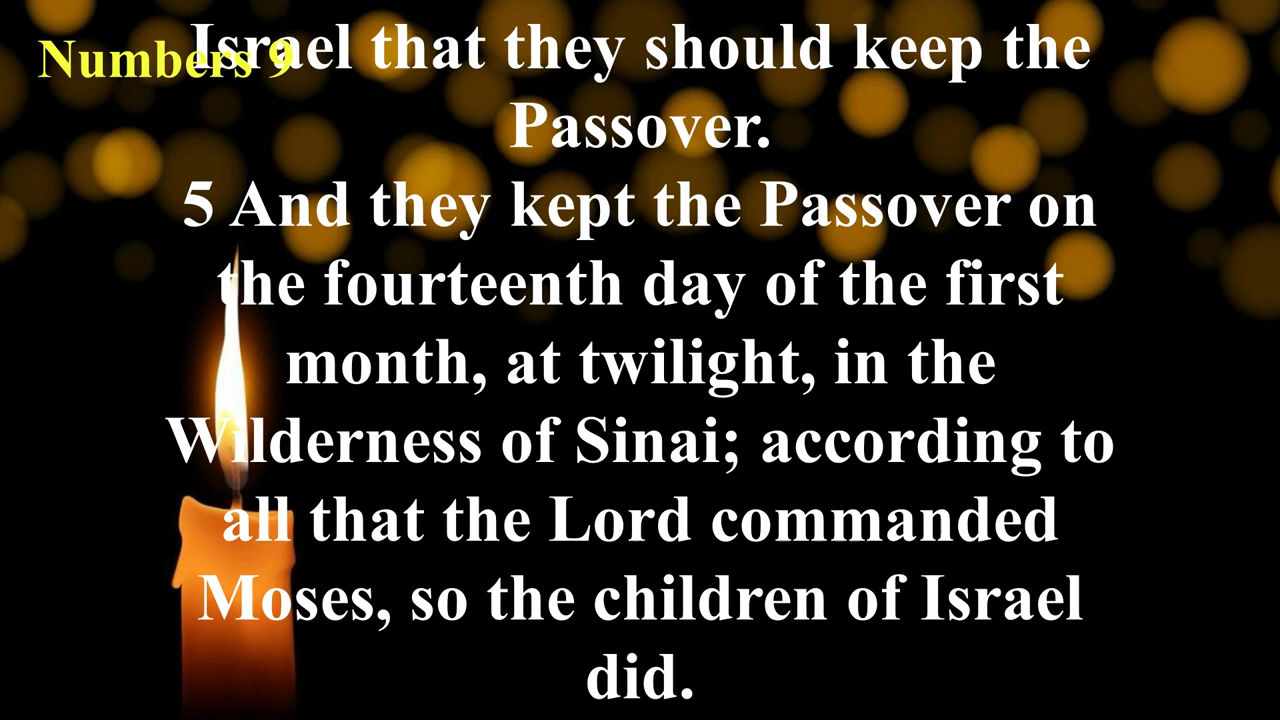 Numbers 9
Israel that they should keep the
Passover.
5 And they kept the Passover on
the fourteenth day of the first
month, at twilight, in the
Wilderness of Sinai; according to
all that the Lord commanded
Moses, so the children of Israel
did.